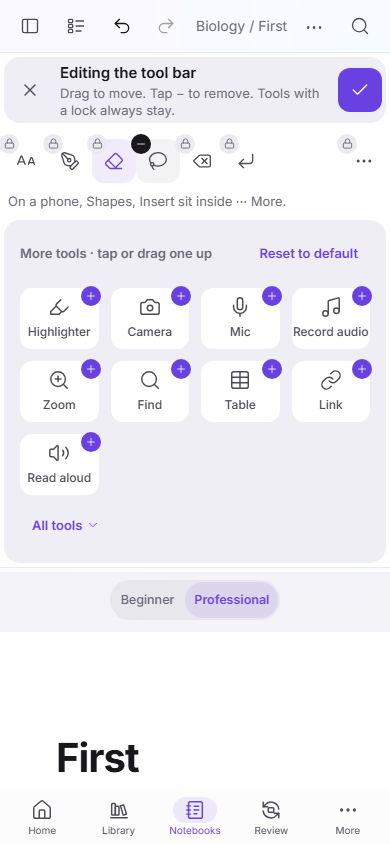 Biology / First
Editing the tool bar
Drag to move. Tap − to remove. Tools with
a lock always stay.
AA
On a phone, Shapes, Insert sit inside ··· More.
More tools · tap or drag one up
Reset to default
Highlighter
Camera
Mic
Record audio
Zoom
Find
Table
Link
Read aloud
All tools
Beginner
Professional
First
Home
Library
Notebooks
Review
More